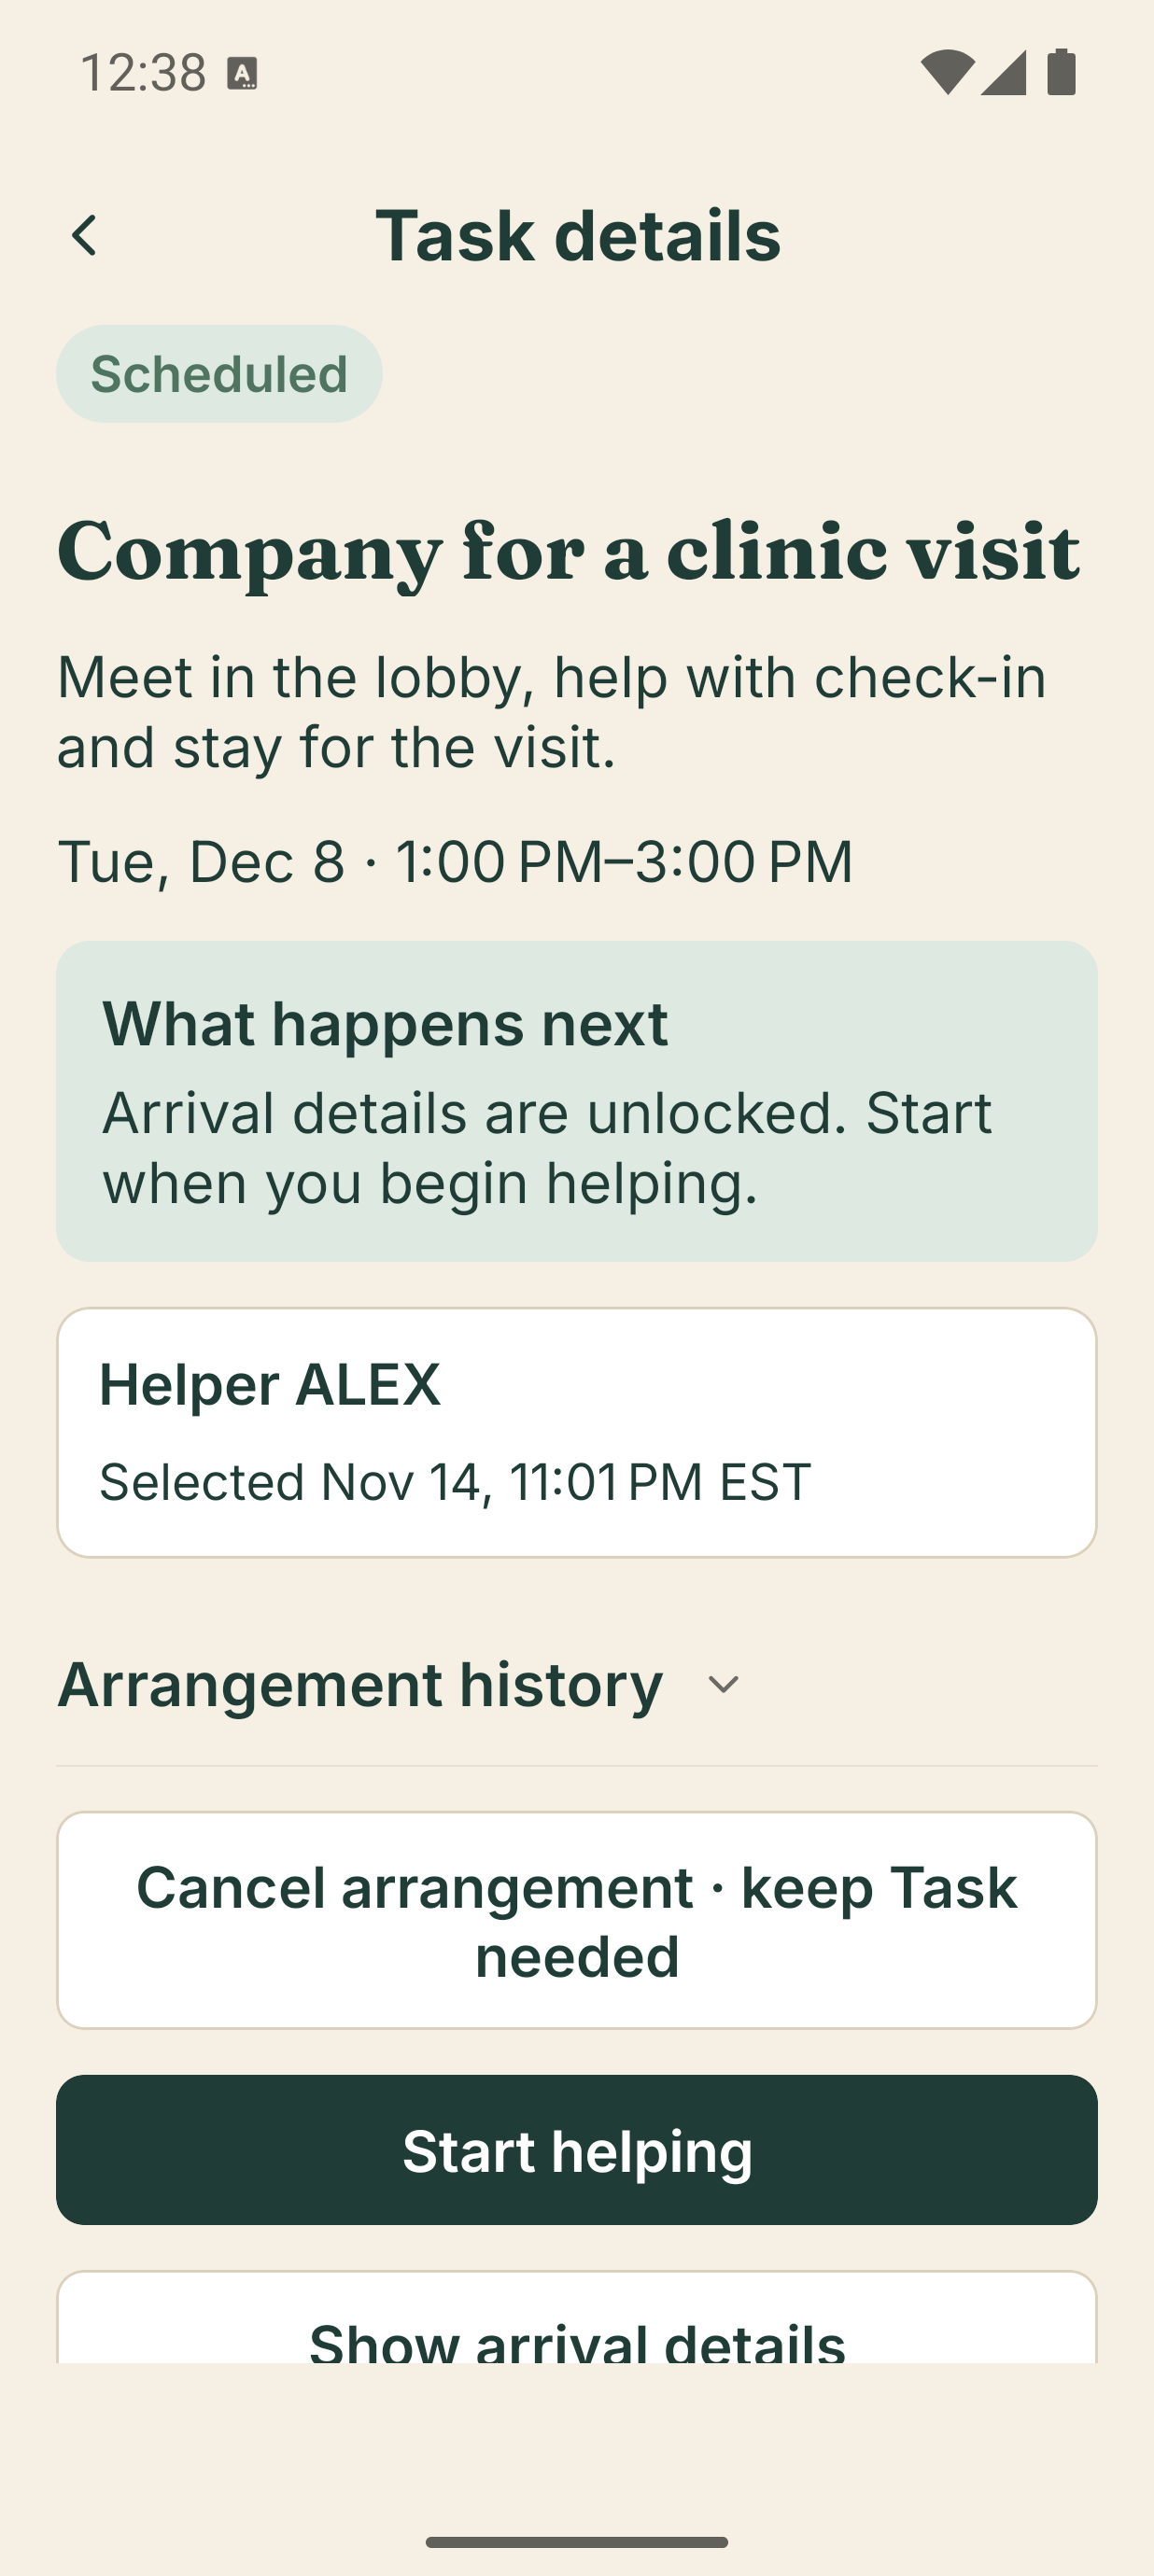 12:38
Task details
Scheduled
Company for a clinic visit
Meet in the lobby, help with check-in
and stay for the visit.
Tue, Dec 8 · 1:00 PM–3:00 PM
What happens next
Arrival details are unlocked. Start
when you begin helping.
Helper ALEX
Selected Nov 14, 11:01 PM EST
Arrangement history
Cancel arrangement · keep Task
needed
Start helping
Show arrival details